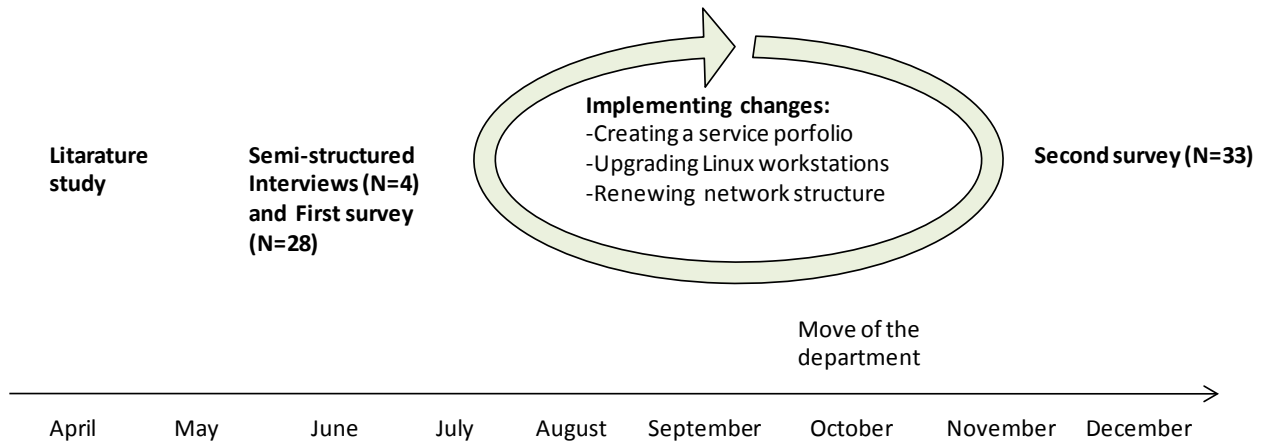 Implementing changes:
-Creating a service porfolio
-Upgrading Linux workstations
-Renewing network structure
Litarature
study
Semi-structured
Interviews (N=4)
and First survey
(N=28)
Second survey (N=33)
Move of the
department
April May June July August September October November December